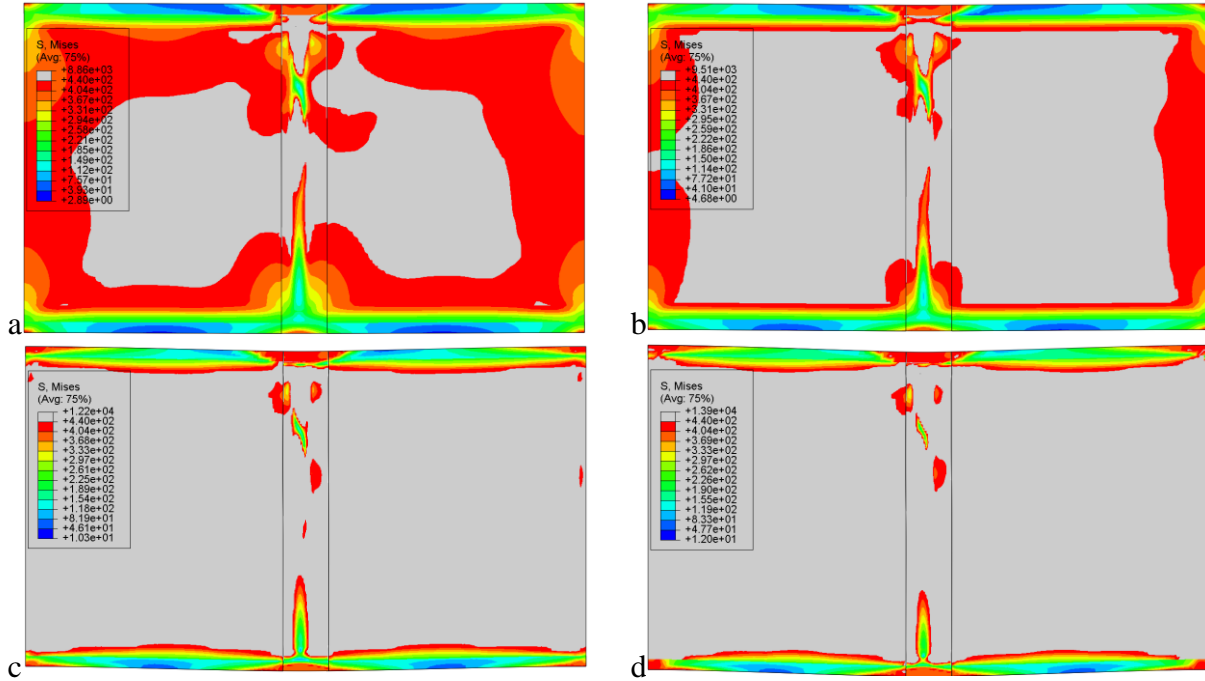 S, Mises
(Avg: 75%)
+8.86e+03
+4.40e+02
+4.04e+02
+3.67e+02
+3.31e+02
+2.94e+02
+2.58e+02
+2.21e+02
+1.85e+02
+1.49e+02
+1.12e+02
+7.57e+01
+3.93e+01
+2.89e+00
a
S, Mises
(Avg: 75%)
+9.51e+03
+4.40e+02
+4.04e+02
+3.67e+02
+3.31e+02
+2.95e+02
+2.59e+02
+2.22e+02
+1.86e+02
+1.50e+02
+1.14e+02
+7.72e+01
+4.10e+01
+4.68e+00
b
S, Mises
(Avg: 75%)
+1.22e+04
+4.40e+02
+4.04e+02
+3.68e+02
+3.33e+02
+2.97e+02
+2.61e+02
+2.25e+02
+1.89e+02
+1.54e+02
+1.18e+02
+8.19e+01
+4.61e+01
+1.03e+01
c
S, Mises
(Avg: 75%)
+1.39e+04
+4.40e+02
+4.04e+02
+3.69e+02
+3.33e+02
+2.97e+02
+2.62e+02
+2.26e+02
+1.90e+02
+1.55e+02
+1.19e+02
+8.33e+01
+4.77e+01
+1.20e+01
d